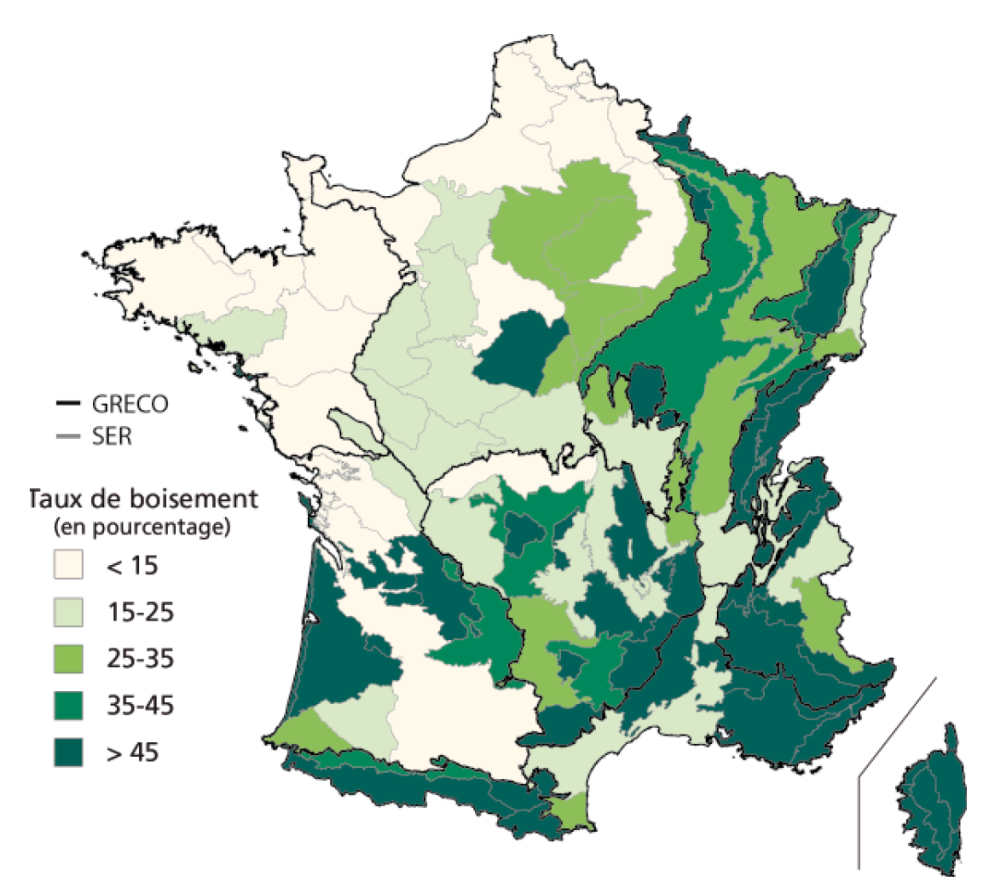 GRECO
SER
Taux de boisement
(en pourcentage)
< 15
15-25
25-35
35-45
> 45